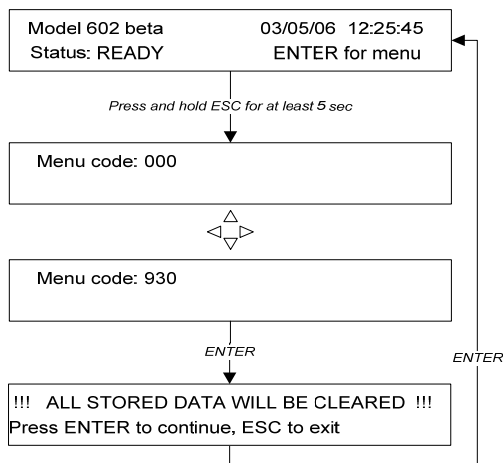 Model 602 beta 03/05/06 12:25:45
Status: READY ENTER for menu
Press and hold ESC for at least 5 sec
Menu code: 000
Menu code: 930
ENTER
ENTER
!!! ALL STORED DATA WILL BE CLEARED !!!
Press ENTER to continue, ESC to exit